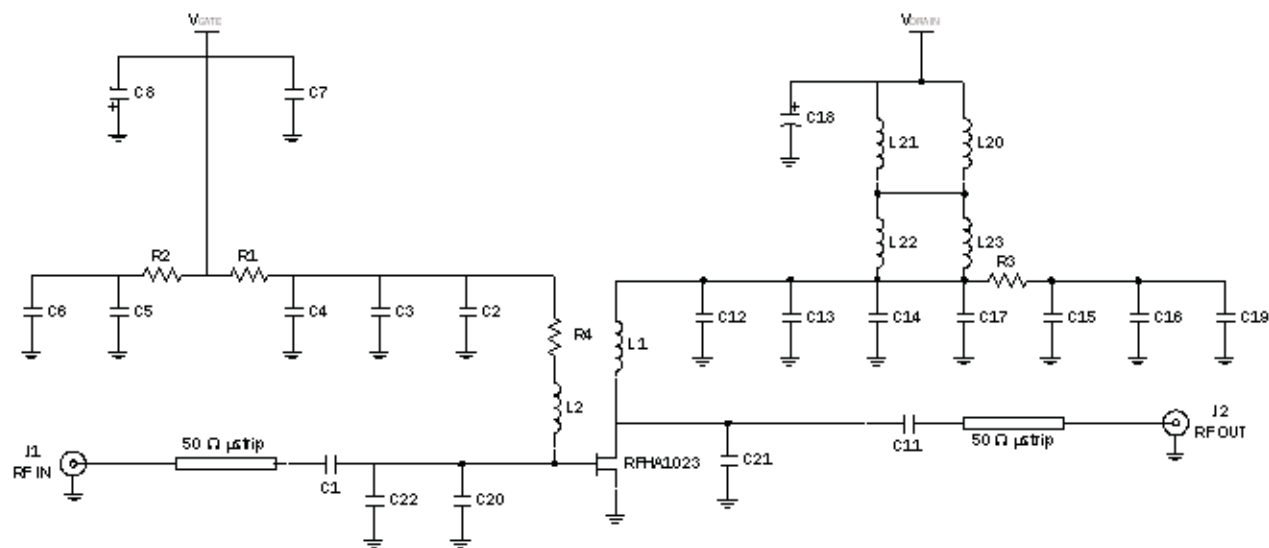 VGATE
VDRAIN
C8
C7
C18
L21
L20
R2
R1
L22
L23
R3
C6
C5
C4
C3
C2
R4
L1
C12
C13
C14
C17
C15
C16
C19
L2
J1
RF IN
50 Ω µstrip
C1
C22
C20
RFHA1023
C21
C11
50 Ω µstrip
J2
RF OUT